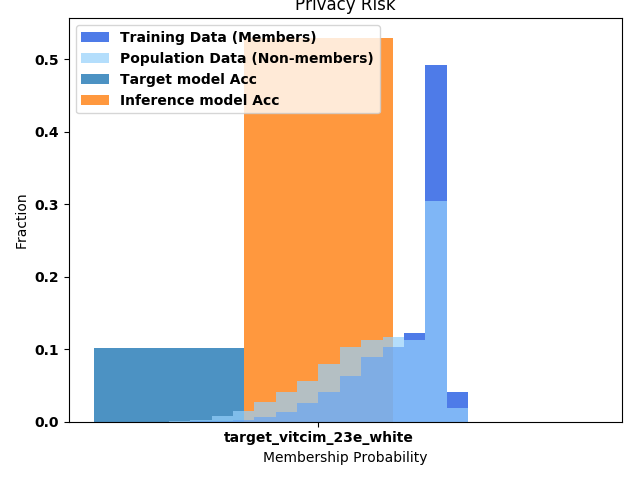 Privacy Risk
Training Data (Members)
Population Data (Non-members)
Target model Acc
Inference model Acc
0.5
0.4
0.3
0.2
0.1
0.0
Fraction
target_vitcim_23e_white
Membership Probability